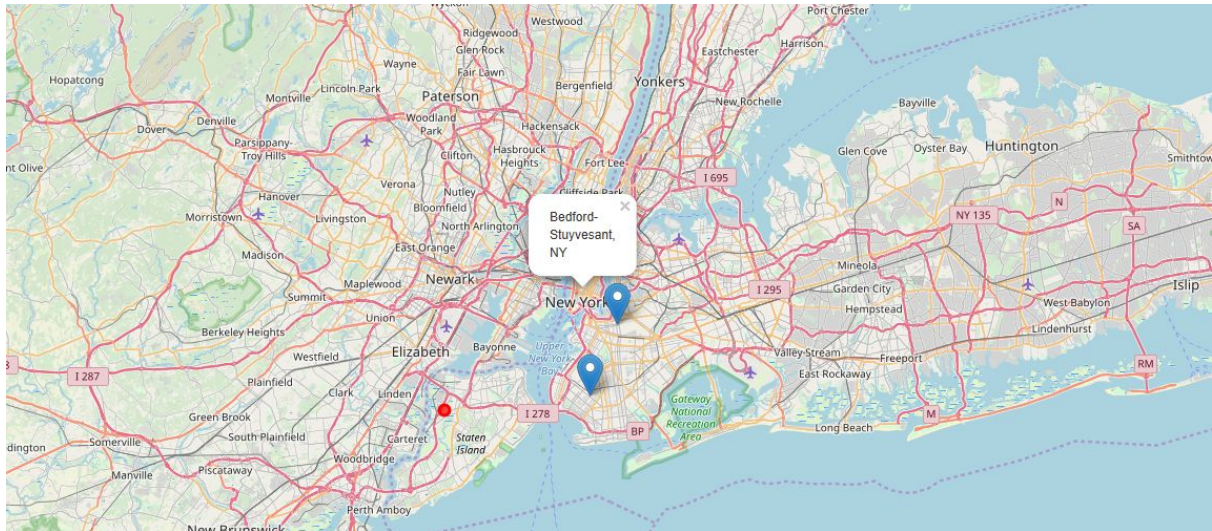 Wyckoff
Port Chester
Westwood
Ridgewood
Glen Rock
Eastchester
Harrison
Hopatcong
Wayne
Fair Lawn
Yonkers
Lincoln Park
Paterson
Bergenfield
Montville
New Rochelle
Bayville
Denville
Woodland
Park
Dover
Hackensack
Parsippany-
Troy Hills
Clifton
Hasbrouck
Heights
Fort Lee
Glen Cove
Oyster Bay
Huntington
Smithtow
nt Olive
I 695
Verona
Cliffside Park
Hanover
Nutley
Bloomfield
N
Morristown
Livingston
North Arlington
NY 135
SA
Bedford-
Stuyvesant,
NY
×
East Orange
Madison
Newark
Maplewood
Mineola
Garden City
Islip
Summit
New York
I 295
Hempstead
West Babylon
Union
Berkeley Heights
Lindenhurst
Elizabeth
Bayonne
Upper
New York
Bay
Westfield
Valley Stream
Freeport
RM
8
I 287
Plainfield
East Rockaway
Clark
Linden
Gateway
National
Recreation
Area
Green Brook
I 278
M
South Plainfield
Carteret
Staten
Island
BP
Long Beach
dington
Somerville
Woodbridge
Piscataway
Manville
Perth Amboy
New Brunswick